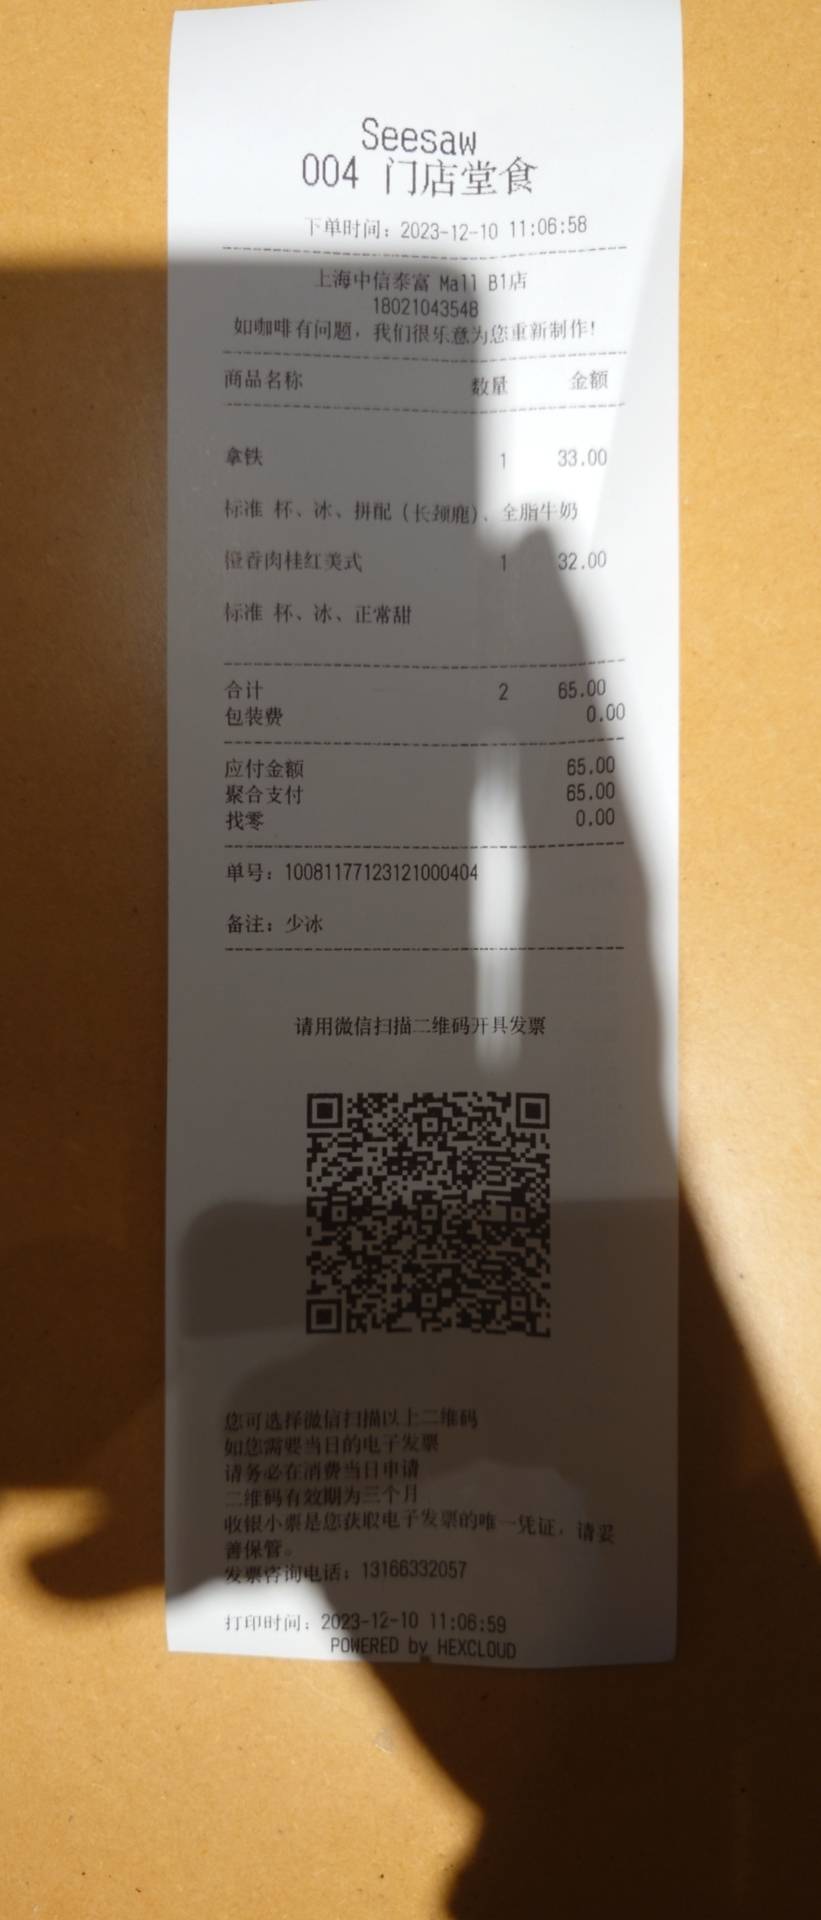 Seesaw
004 门店堂食
下单时间：2023-12-10 11:06:58
上海中信泰富 Mall B1店
18021043548
如咖啡有问题，我们很乐意为您重新制作！
商品名称 数量 金额
拿铁 1 33.00
标准 杯、冰、拼配（长颈鹿）、全脂牛奶
橙香肉桂红美式 1 32.00
标准 杯、冰、正常甜
合计 2 65.00
包装费 0.00
应付金额 65.00
聚合支付 65.00
找零 0.00
单号：10081177123121000404
备注：少冰
请用微信扫描二维码开具发票
您可选择微信扫描以上二维码
如您需要当日的电子发票
请务必在消费当日申请
二维码有效期为三个月
收银小票是您获取电子发票的唯一凭证，请妥
善保管。
发票咨询电话：13166332057
打印时间：2023-12-10 11:06:59
POWERED by HEXCLOUD